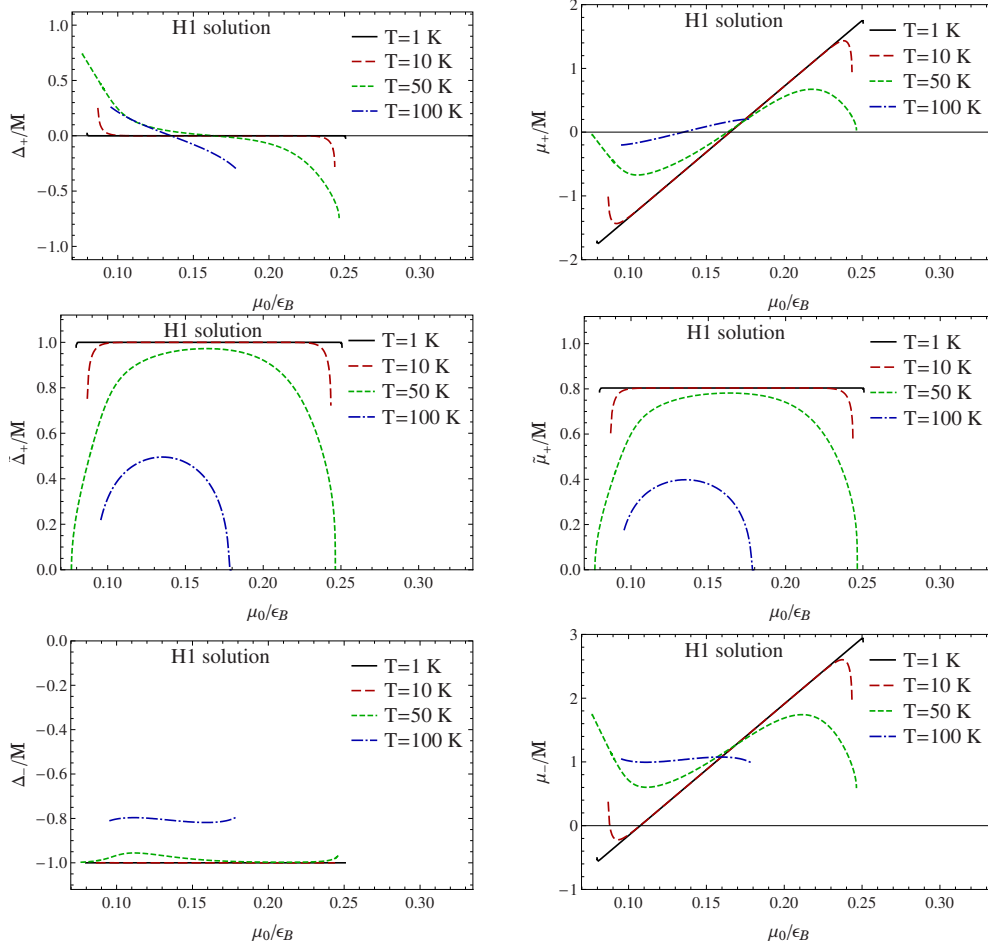 H1 solution
T=1 K
T=10 K
T=50 K
T=100 K
Δ₊/M
1.0
0.5
0.0
−0.5
−1.0
0.10 0.15 0.20 0.25 0.30
μ₀/ϵ_B
H1 solution
T=1 K
T=10 K
T=50 K
T=100 K
μ₊/M
2
1
0
−1
−2
0.10 0.15 0.20 0.25 0.30
μ₀/ϵ_B
H1 solution
T=1 K
T=10 K
T=50 K
T=100 K
Δ̃₊/M
1.0
0.8
0.6
0.4
0.2
0.0
0.10 0.15 0.20 0.25 0.30
μ₀/ϵ_B
H1 solution
T=1 K
T=10 K
T=50 K
T=100 K
μ̃₊/M
1.0
0.8
0.6
0.4
0.2
0.0
0.10 0.15 0.20 0.25 0.30
μ₀/ϵ_B
H1 solution
T=1 K
T=10 K
T=50 K
T=100 K
Δ₋/M
0.0
−0.2
−0.4
−0.6
−0.8
−1.0
0.10 0.15 0.20 0.25 0.30
μ₀/ϵ_B
H1 solution
T=1 K
T=10 K
T=50 K
T=100 K
μ₋/M
3
2
1
0
−1
0.10 0.15 0.20 0.25 0.30
μ₀/ϵ_B